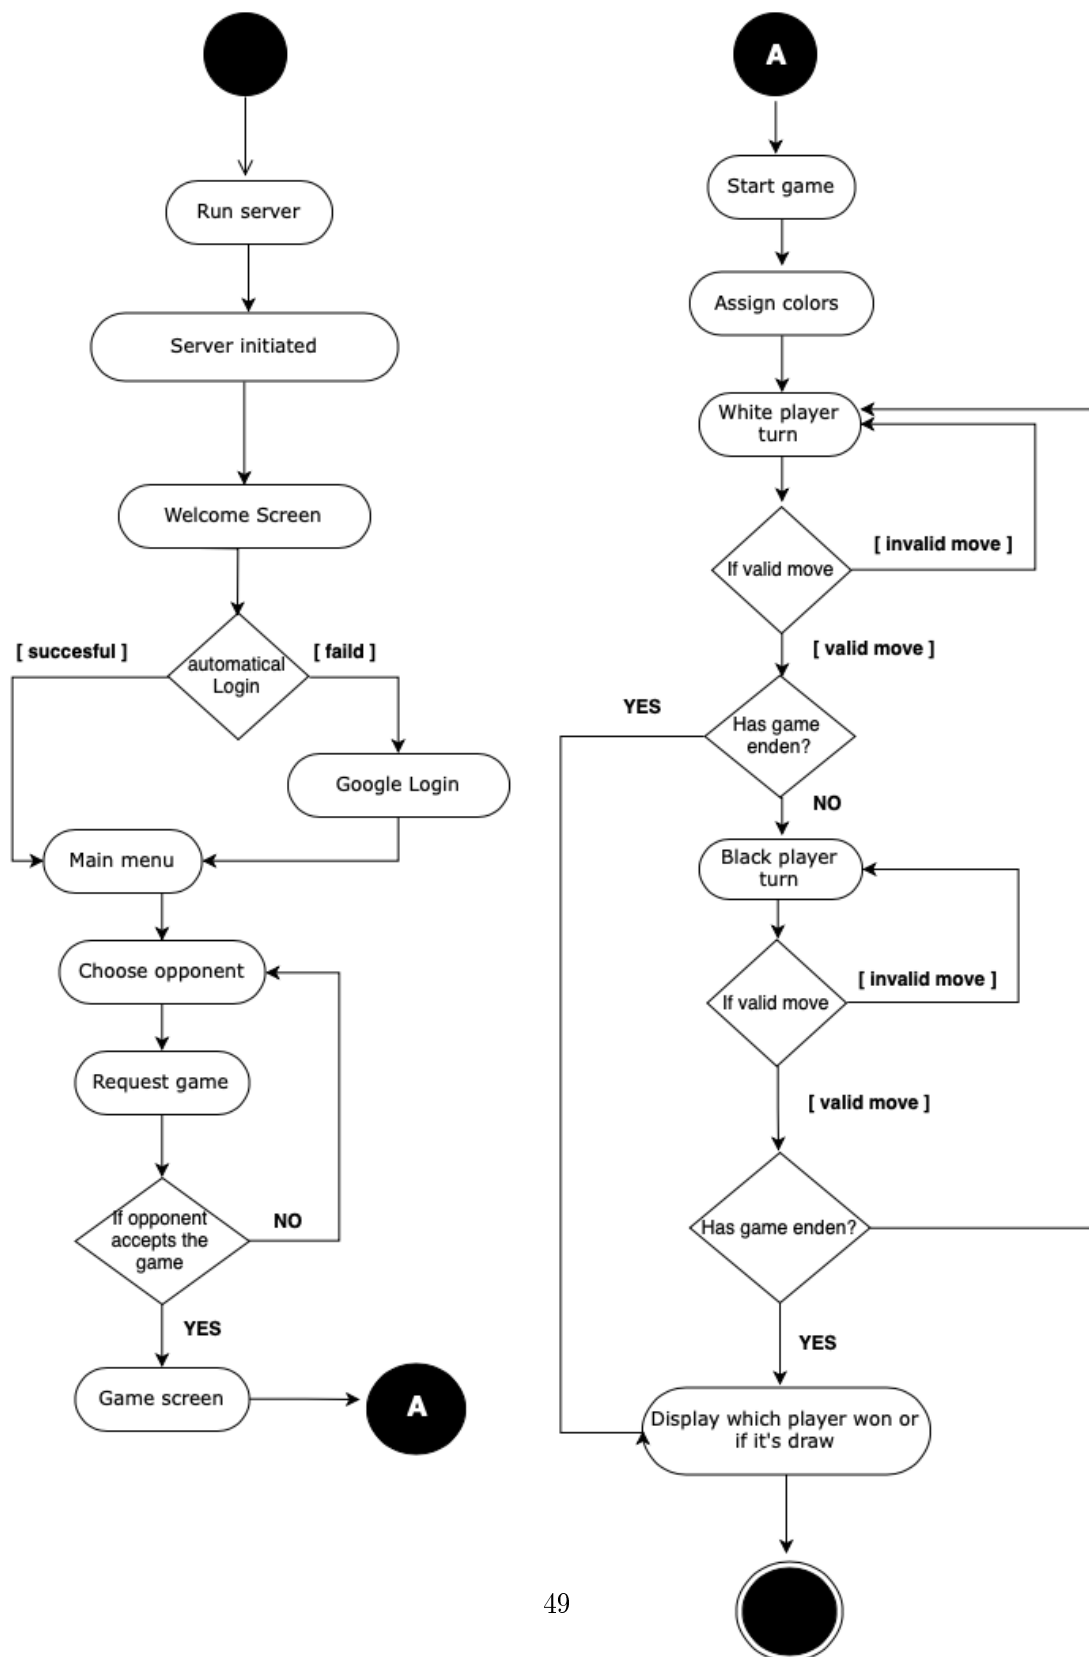 Run server
Server initiated
Welcome Screen
[ succesful ]
automatical
Login
[ faild ]
Google Login
Main menu
Choose opponent
Request game
If opponent
accepts the
game
NO
YES
Game screen
A
A
Start game
Assign colors
White player
turn
If valid move
[ invalid move ]
[ valid move ]
YES
Has game
enden?
NO
Black player
turn
If valid move
[ invalid move ]
[ valid move ]
Has game enden?
YES
Display which player won or
if it's draw
49